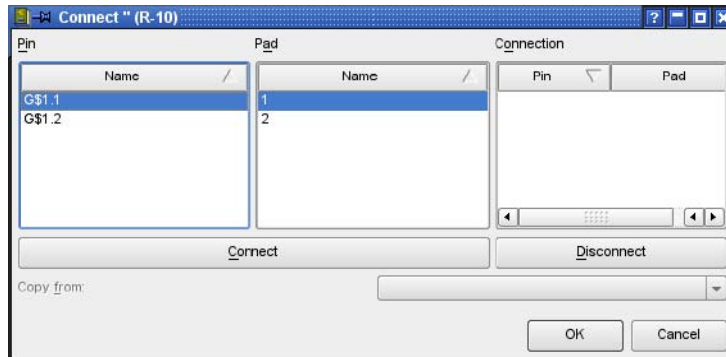 Connect '' (R-10)
Pin Pad Connection
Name Name Pin Pad
G$1.1 1
G$1.2 2
Connect Disconnect
Copy from:
OK Cancel